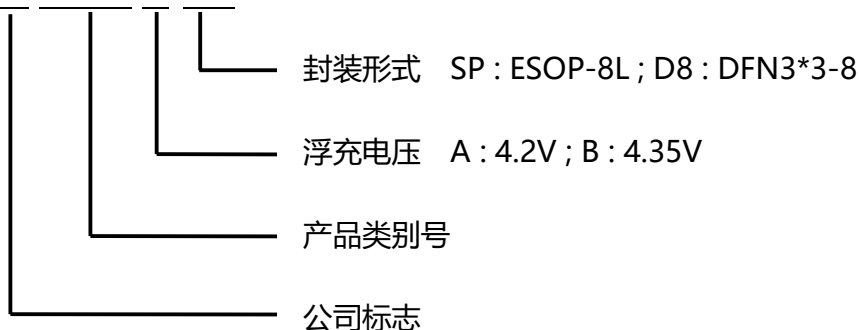 封装形式 SP : ESOP-8L ; D8 : DFN3*3-8
浮充电压 A : 4.2V ; B : 4.35V
产品类别号
公司标志